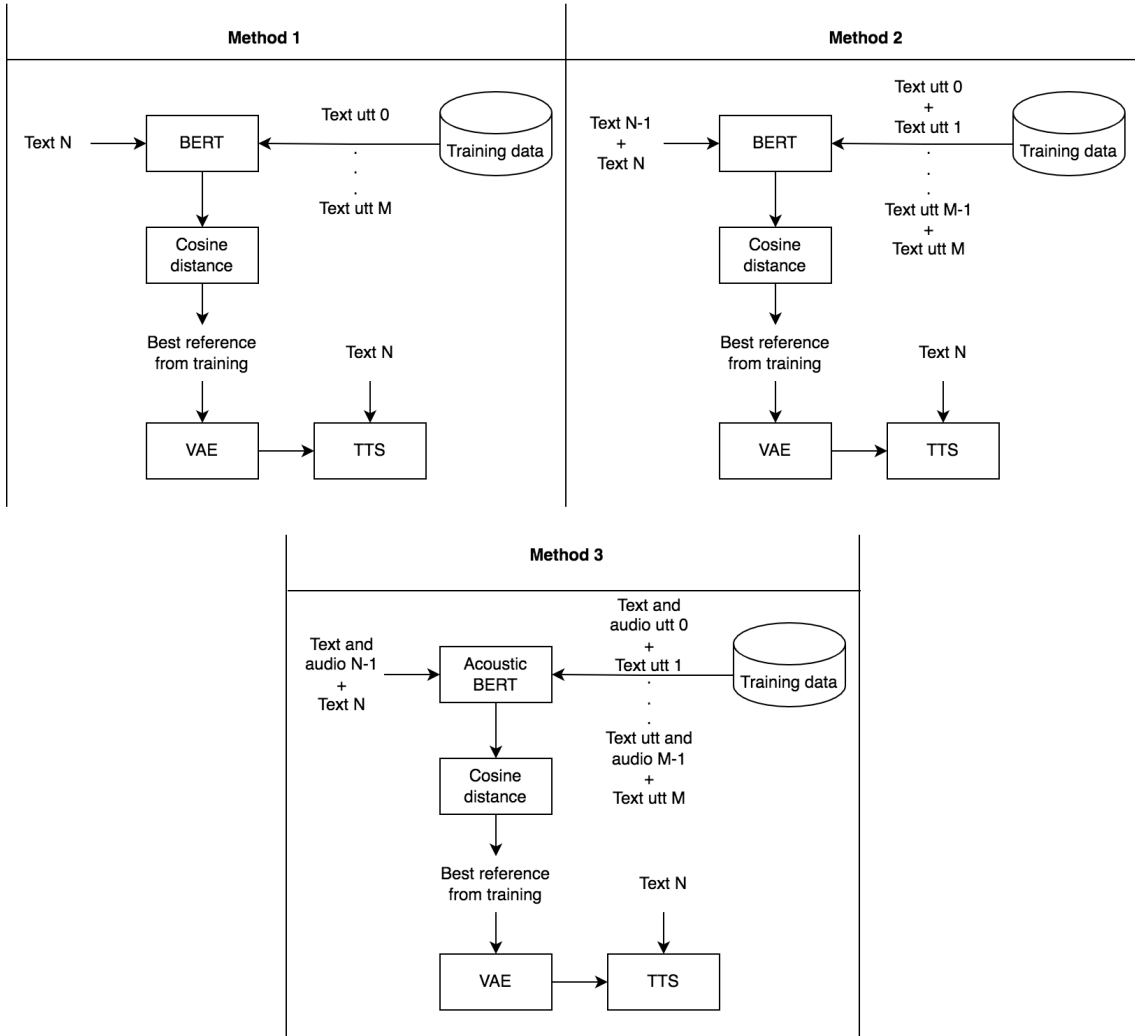 Method 1
Text N
BERT
Text utt 0
.
.
.
Text utt M
Training data
Cosine
distance
Best reference
from training
Text N
VAE
TTS
Method 2
Text N-1
+
Text N
BERT
Text utt 0
+
Text utt 1
.
.
.
Text utt M-1
+
Text utt M
Training data
Cosine
distance
Best reference
from training
Text N
VAE
TTS
Method 3
Text and
audio N-1
+
Text N
Acoustic
BERT
Text and
audio utt 0
+
Text utt 1
.
.
.
Text utt and
audio M-1
+
Text utt M
Training data
Cosine
distance
Best reference
from training
Text N
VAE
TTS